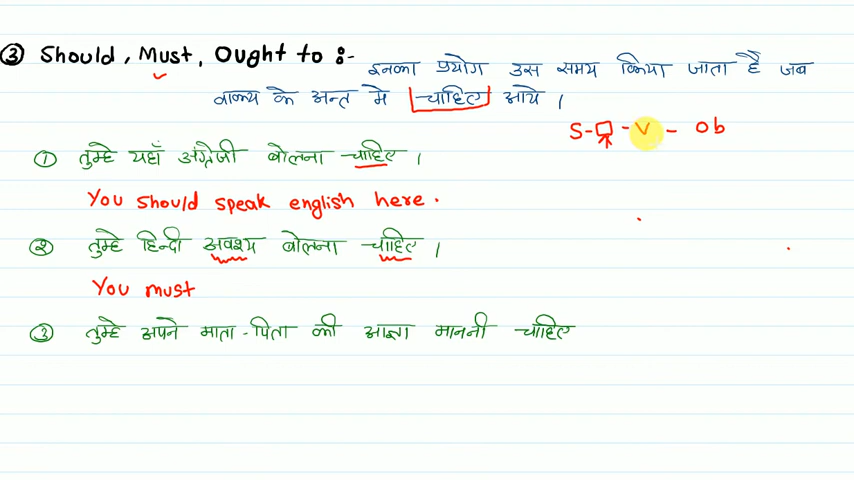 ③ Should, Must, Ought to :- इनका प्रयोग उस समय किया जाता है जब
वाक्य के अन्त मे चाहिए आये ।
S - - V - Ob
① तुम्हे यहाँ अंग्रेजी बोलना चाहिए ।
You should speak english here .
② तुम्हे हिन्दी अवश्य बोलना चाहिए ।
You must
③ तुम्हे अपने माता-पिता की आज्ञा माननी चाहिए